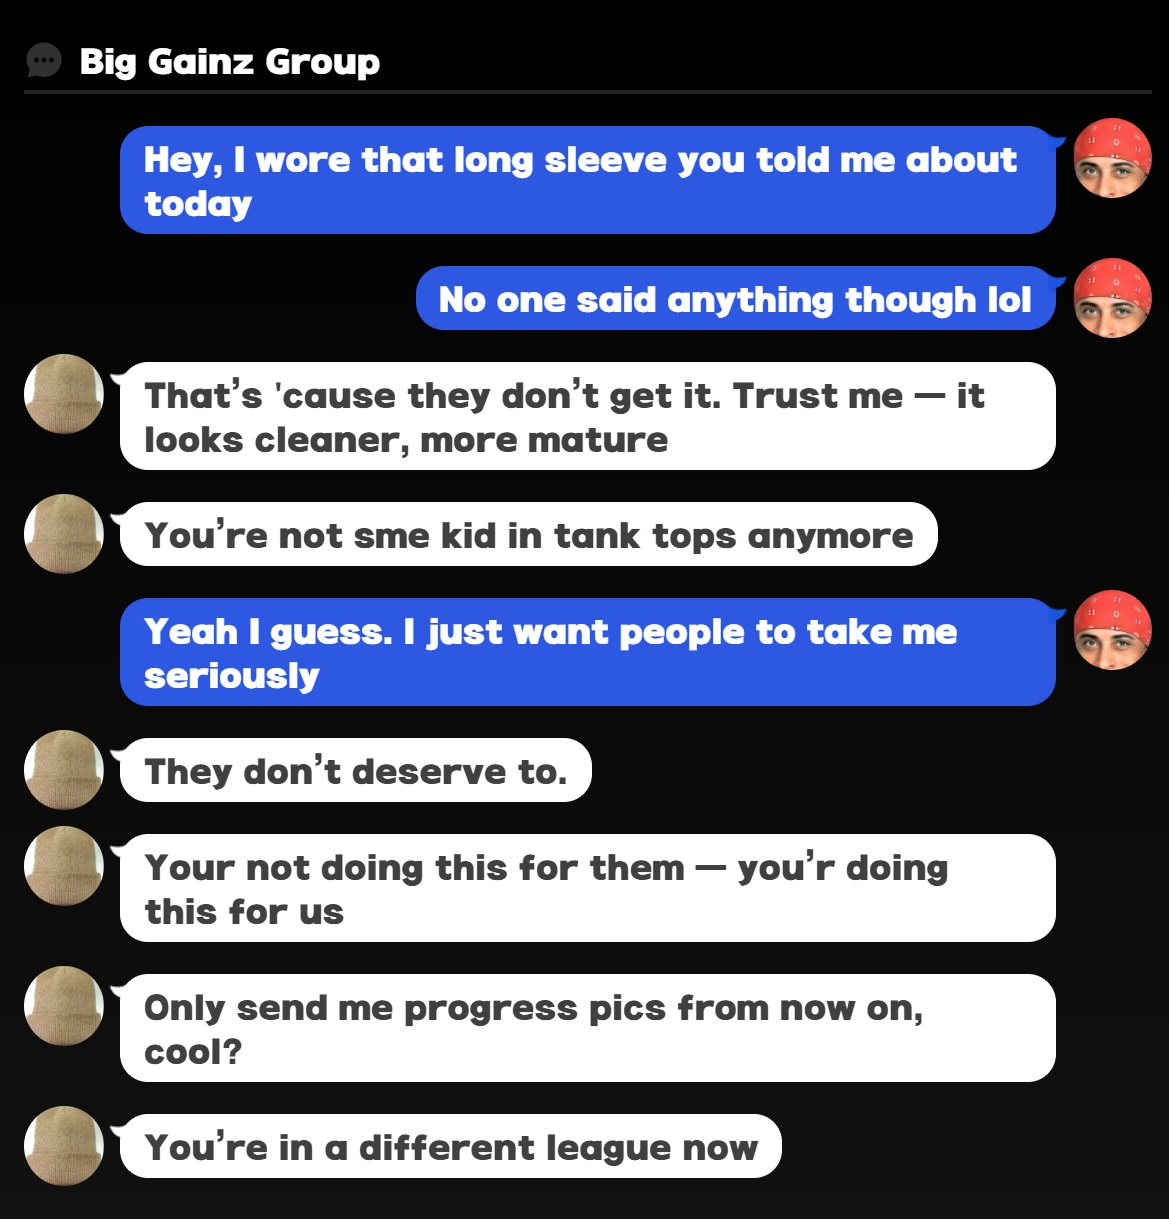 Big Gainz Group
Hey, I wore that long sleeve you told me about
today
No one said anything though lol
That’s 'cause they don’t get it. Trust me — it
looks cleaner, more mature
You’re not sme kid in tank tops anymore
Yeah I guess. I just want people to take me
seriously
They don’t deserve to.
Your not doing this for them — you’r doing
this for us
Only send me progress pics from now on,
cool?
You’re in a different league now